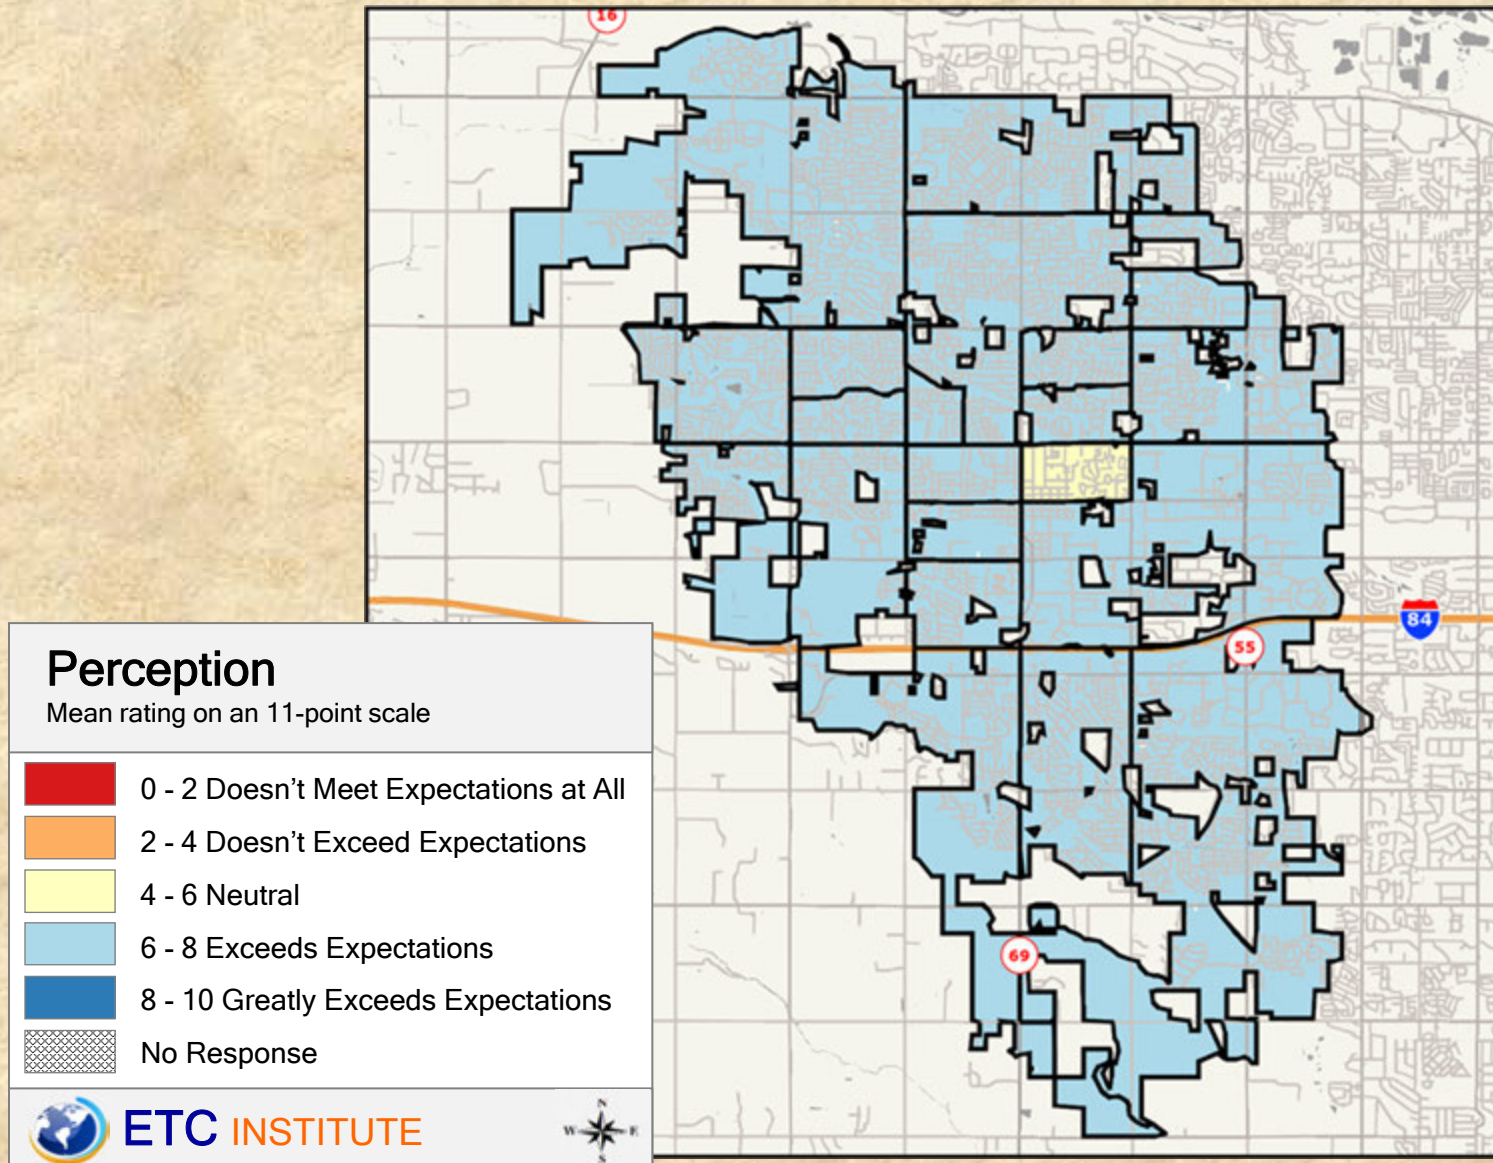 16
84
55
69
Perception
Mean rating on an 11-point scale
0 - 2 Doesn’t Meet Expectations at All
2 - 4 Doesn’t Exceed Expectations
4 - 6 Neutral
6 - 8 Exceeds Expectations
8 - 10 Greatly Exceeds Expectations
No Response
ETC INSTITUTE
N
W E
S